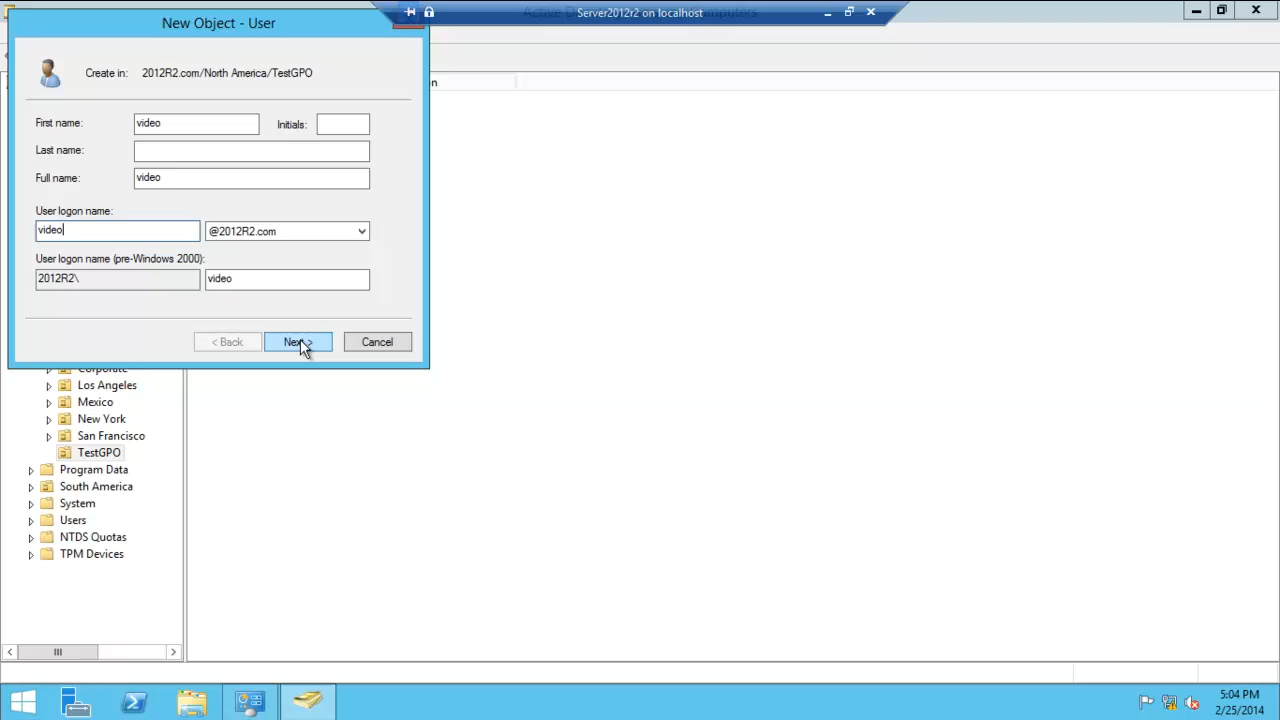 Server2012r2 on localhost
New Object - User
Create in: 2012R2.com/North America/TestGPO
First name: video Initials:
Last name:
Full name: video
User logon name:
video @2012R2.com
User logon name (pre-Windows 2000):
2012R2\ video
< Back Next > Cancel
Corporate
Los Angeles
Mexico
New York
San Francisco
TestGPO
Program Data
South America
System
Users
NTDS Quotas
TPM Devices
5:04 PM
2/25/2014